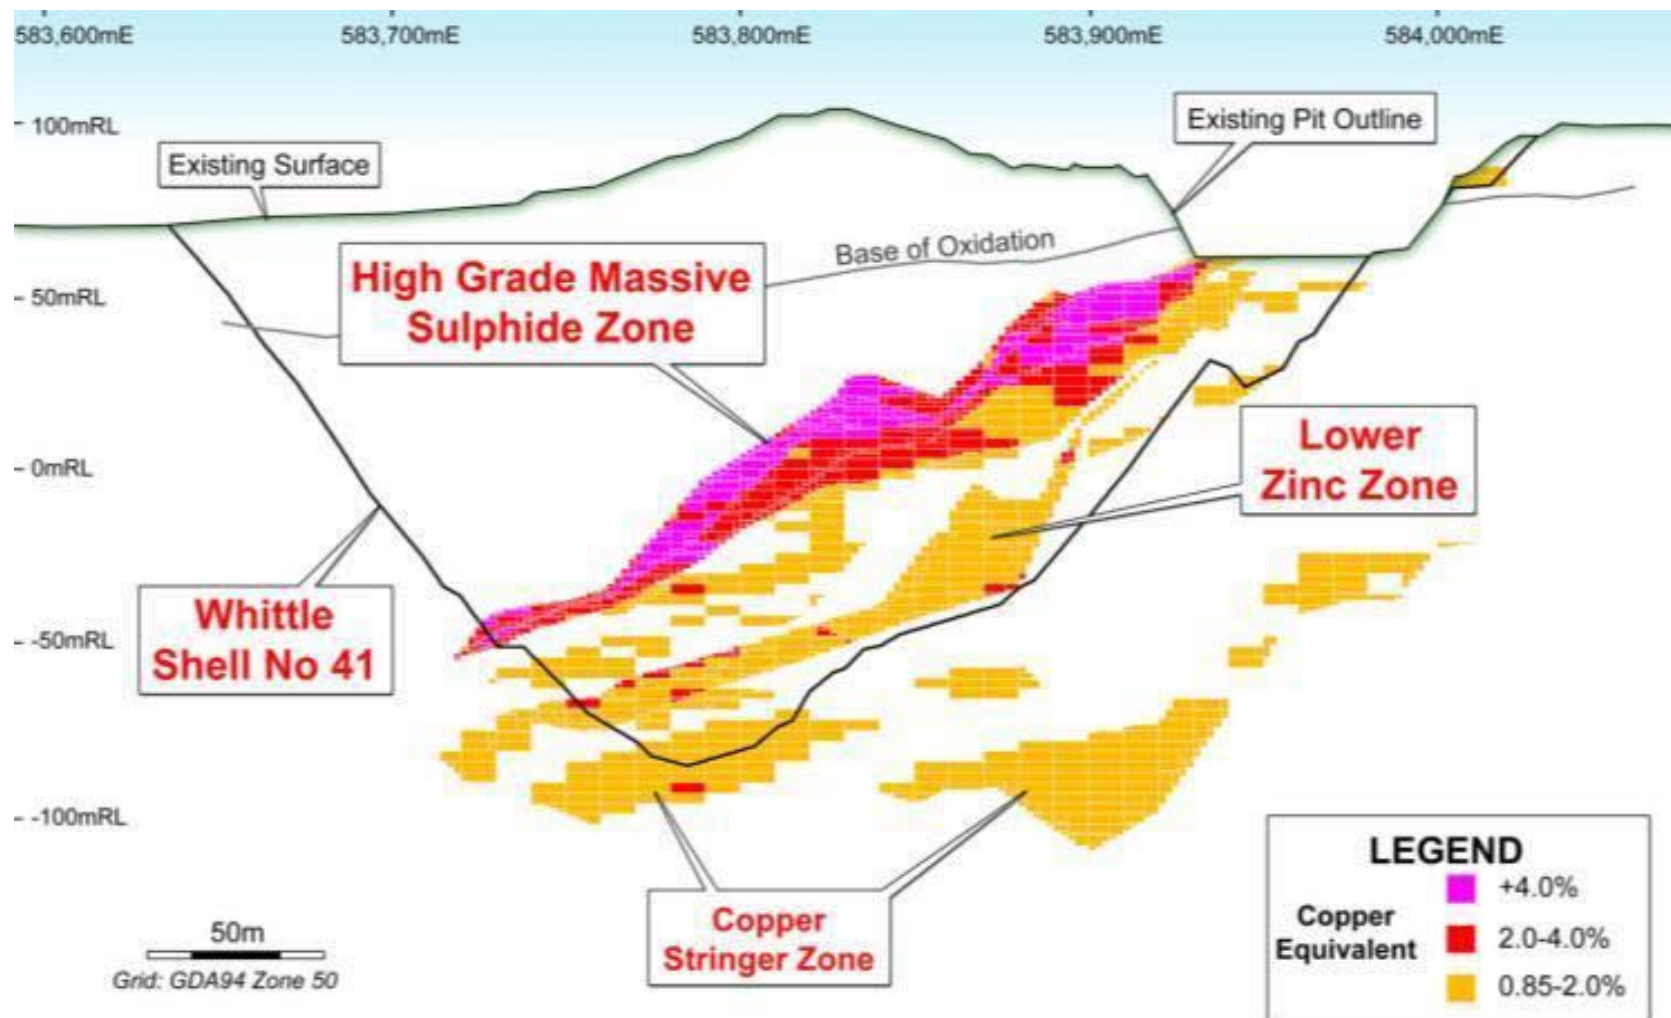 583,600mE 583,700mE 583,800mE 583,900mE 584,000mE
100mRL
Existing Pit Outline
Existing Surface
Base of Oxidation
High Grade Massive
Sulphide Zone
50mRL
Lower
Zinc Zone
0mRL
Whittle
Shell No 41
-50mRL
-100mRL
Copper
Stringer Zone
50m
Grid: GDA94 Zone 50
LEGEND
Copper
Equivalent
+4.0%
2.0-4.0%
0.85-2.0%